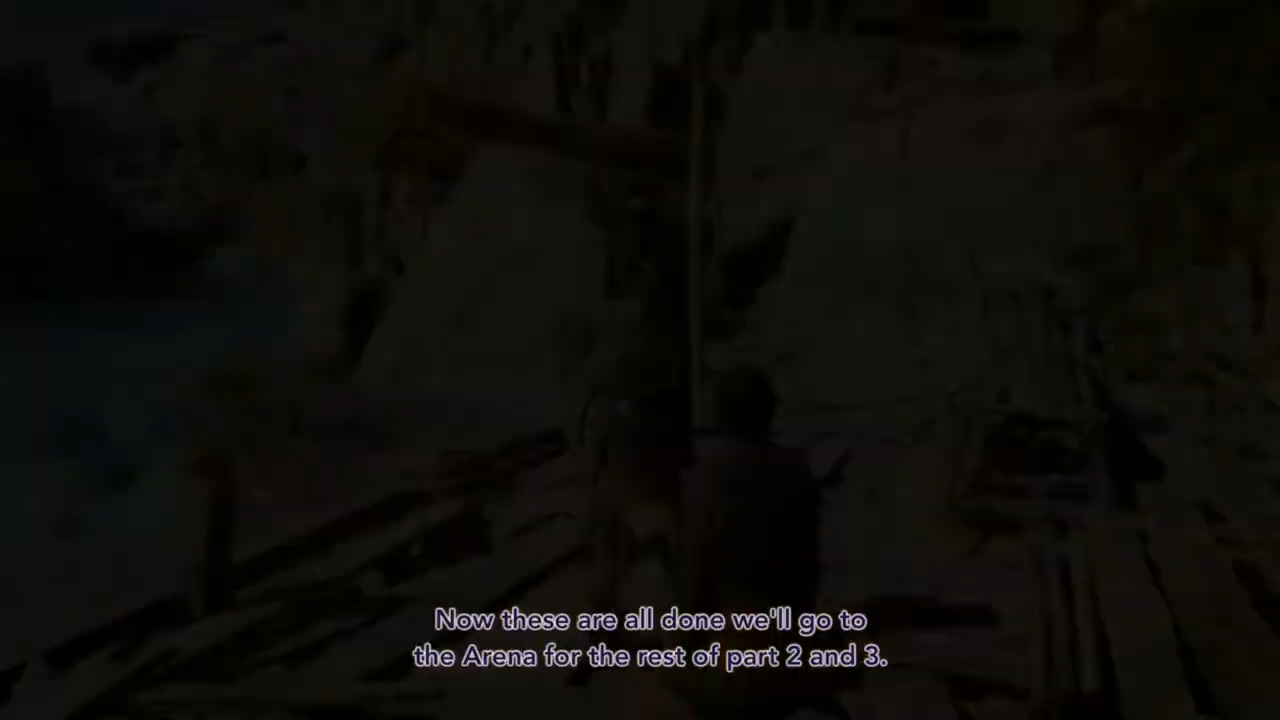 Now these are all done we'll go to
the Arena for the rest of part 2 and 3.